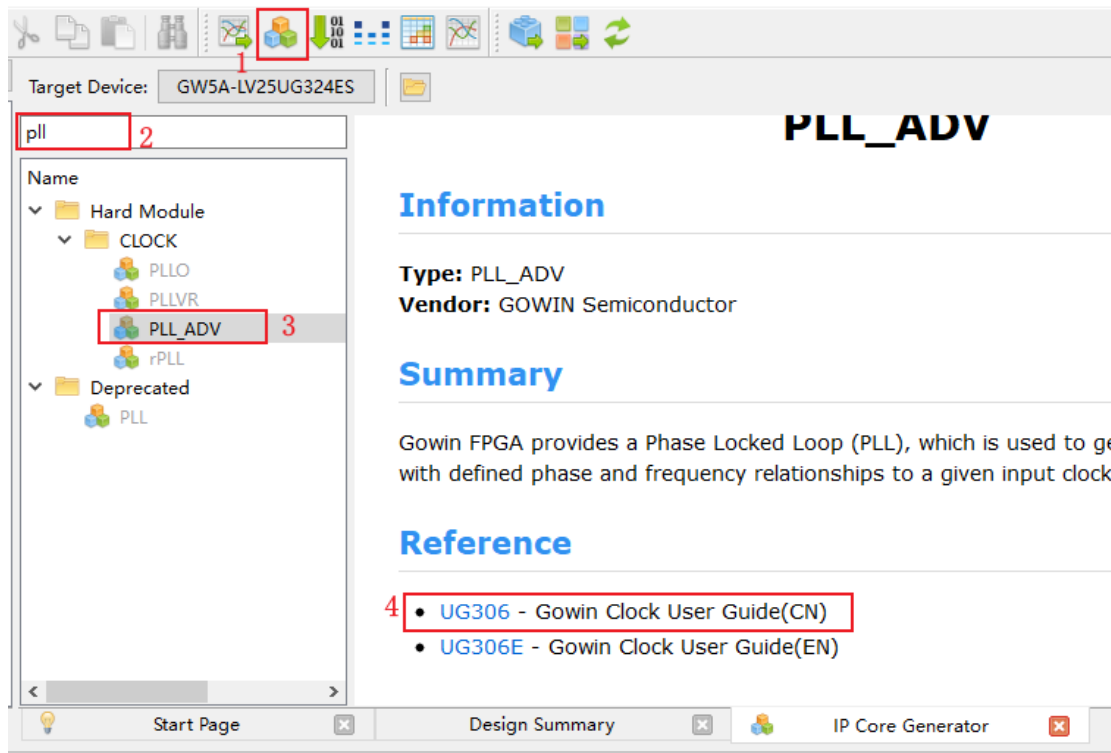 01
10
01
1
Target Device: GW5A-LV25UG324ES
pll 2
PLL_ADV
Name
Hard Module
CLOCK
PLLO
PLLVR
PLL_ADV 3
rPLL
Deprecated
PLL
Information
Type: PLL_ADV
Vendor: GOWIN Semiconductor
Summary
Gowin FPGA provides a Phase Locked Loop (PLL), which is used to ge
with defined phase and frequency relationships to a given input clock
Reference
4 • UG306 - Gowin Clock User Guide(CN)
• UG306E - Gowin Clock User Guide(EN)
Start Page Design Summary IP Core Generator